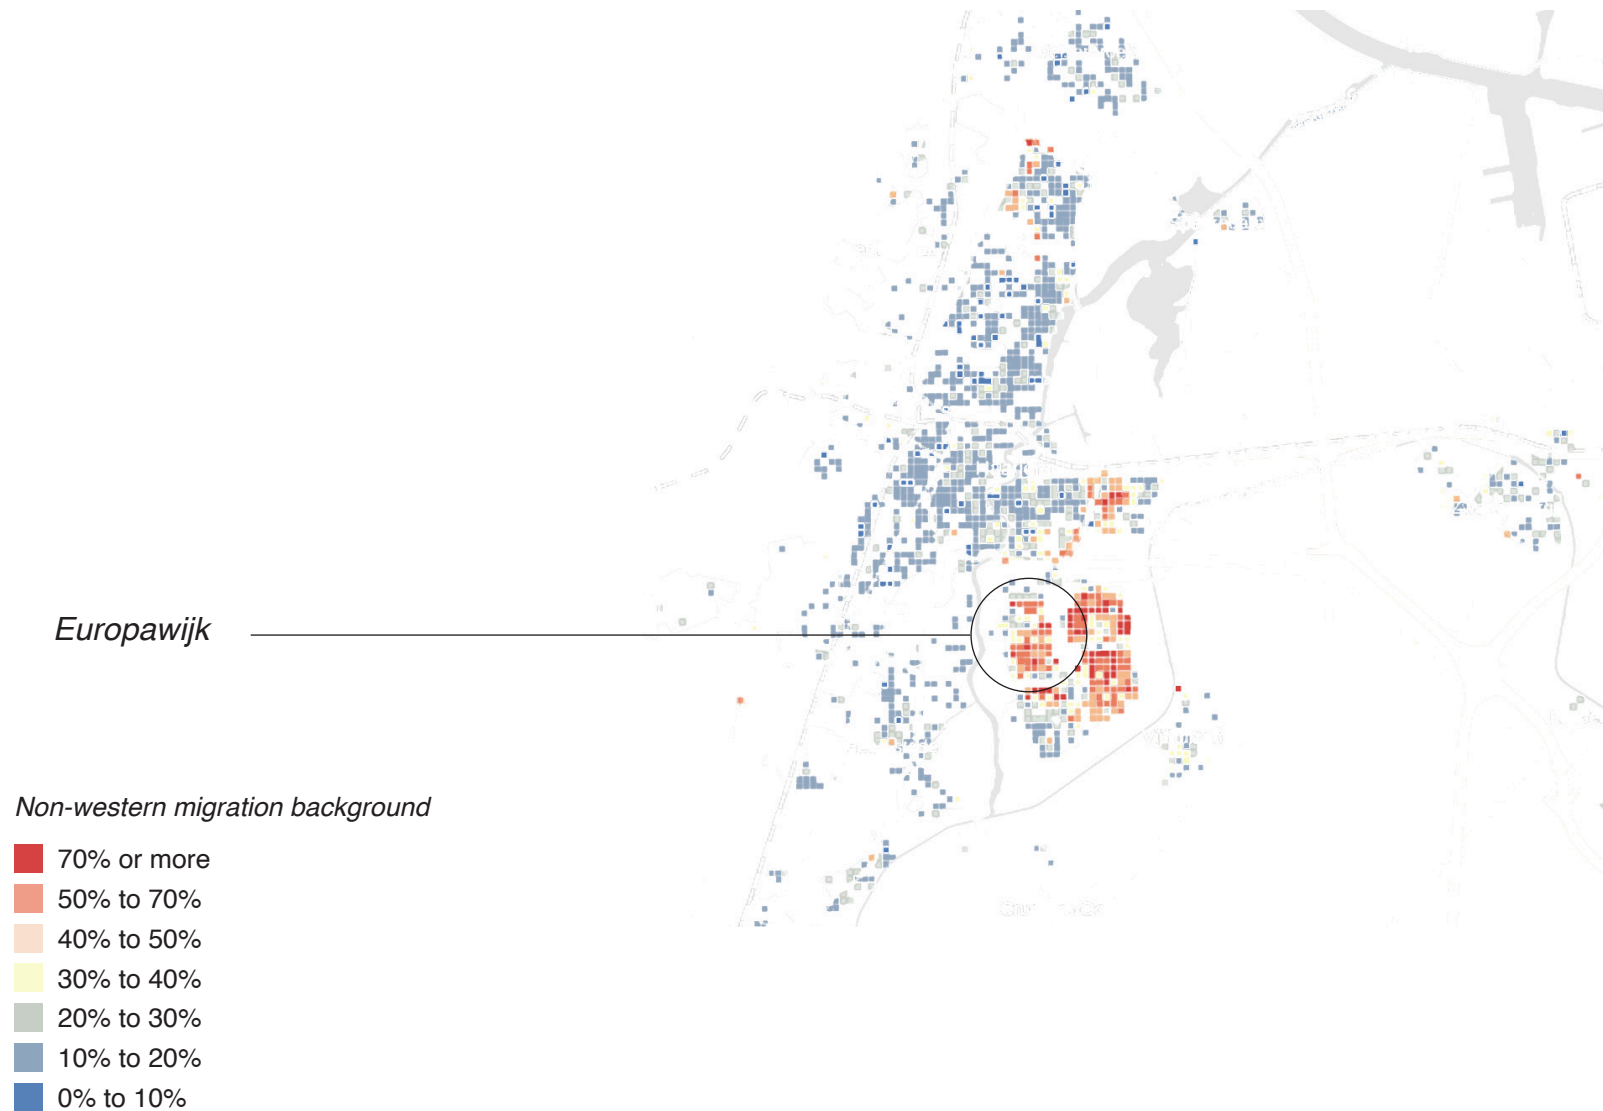 Europawijk
Non-western migration background
70% or more
50% to 70%
40% to 50%
30% to 40%
20% to 30%
10% to 20%
0% to 10%